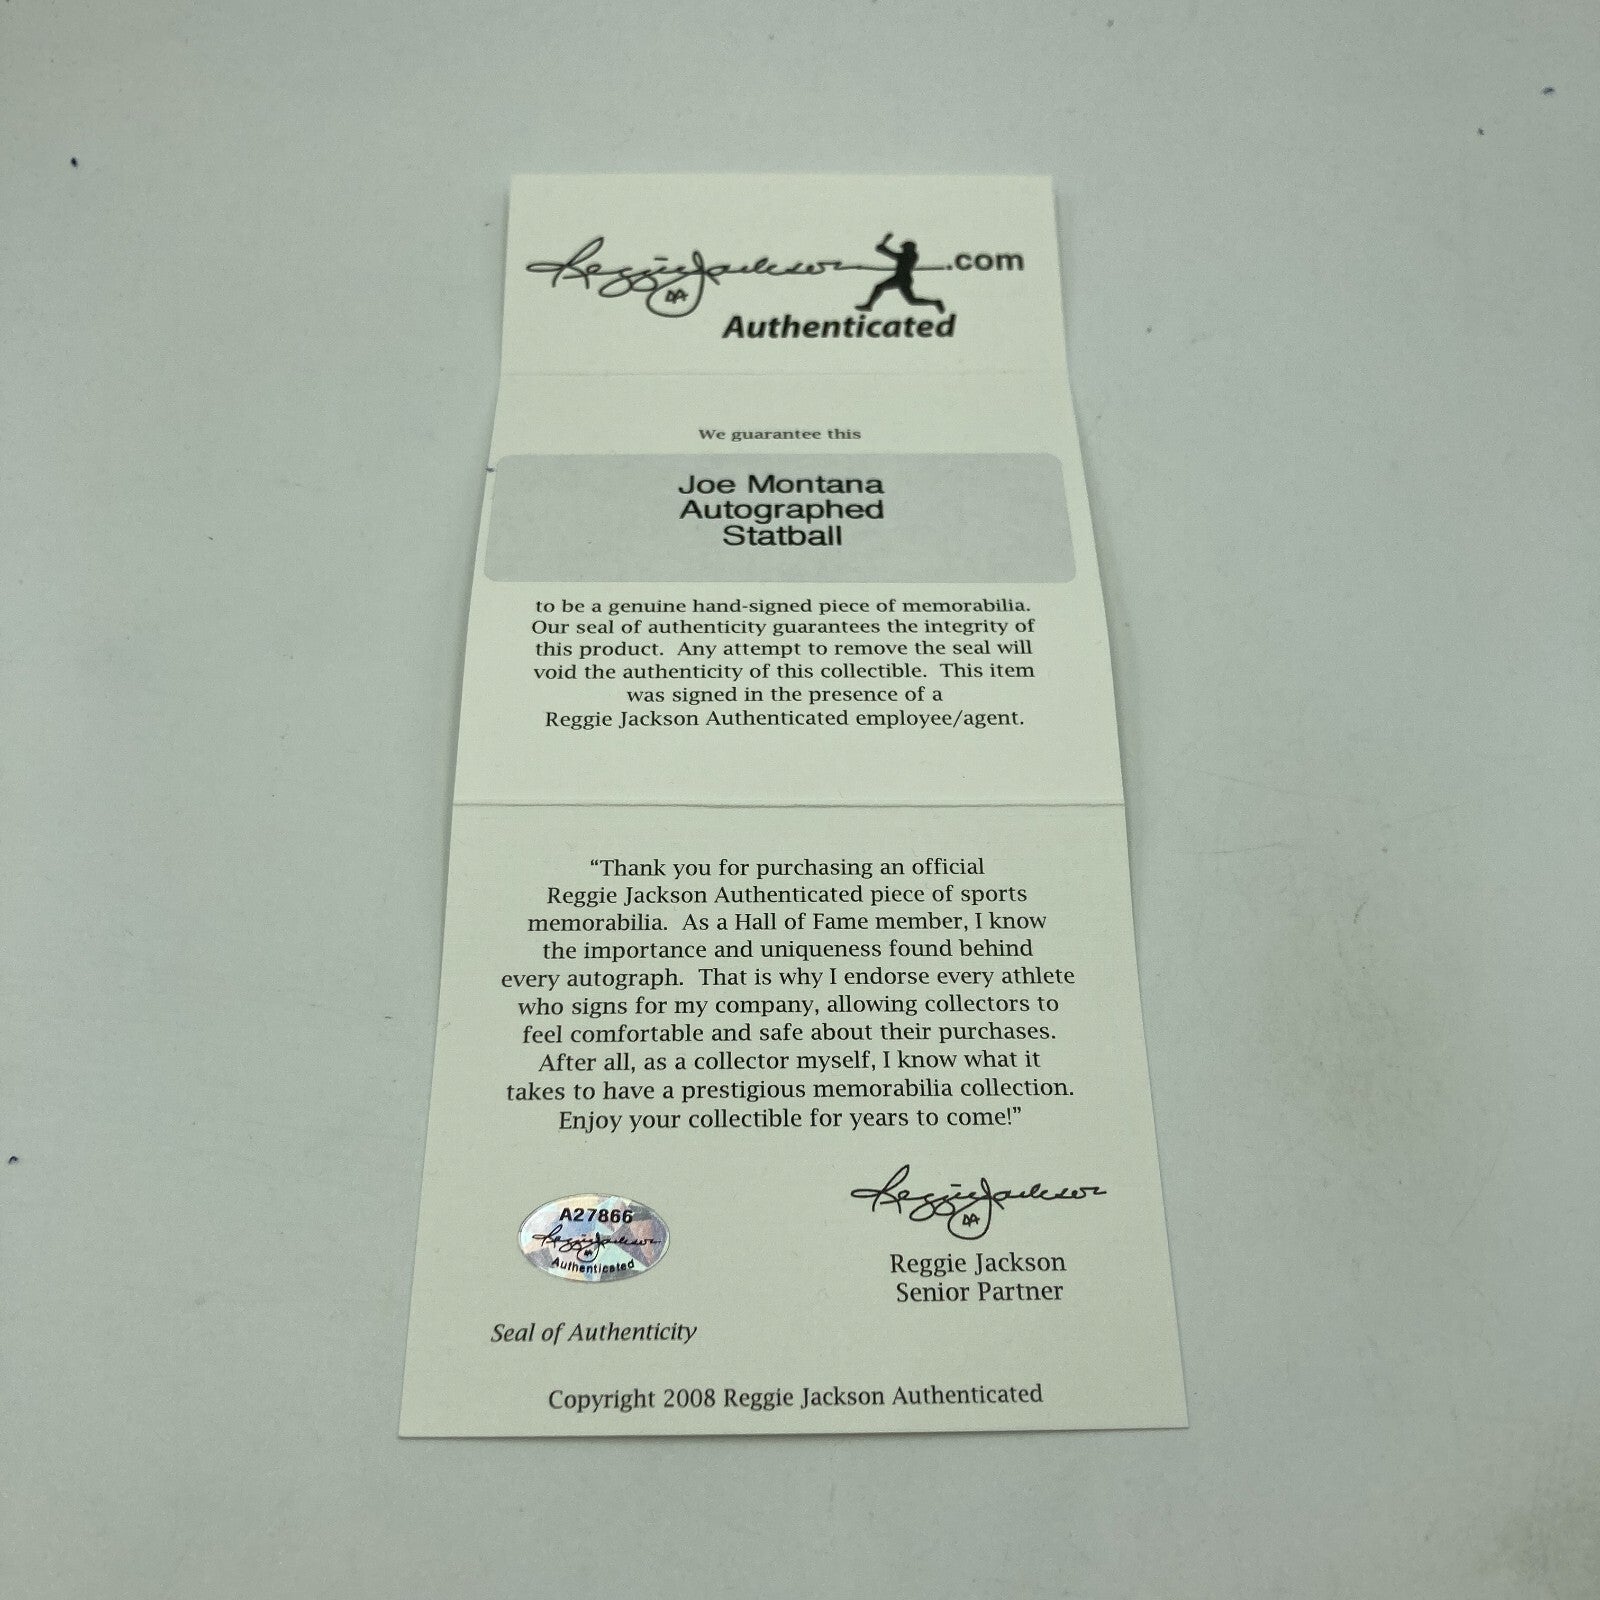 Reggie Jackson .com
Authenticated
We guarantee this
Joe Montana
Autographed
Statball
to be a genuine hand-signed piece of memorabilia.
Our seal of authenticity guarantees the integrity of
this product. Any attempt to remove the seal will
void the authenticity of this collectible. This item
was signed in the presence of a
Reggie Jackson Authenticated employee/agent.
“Thank you for purchasing an official
Reggie Jackson Authenticated piece of sports
memorabilia. As a Hall of Fame member, I know
the importance and uniqueness found behind
every autograph. That is why I endorse every athlete
who signs for my company, allowing collectors to
feel comfortable and safe about their purchases.
After all, as a collector myself, I know what it
takes to have a prestigious memorabilia collection.
Enjoy your collectible for years to come!”
A27866
Reggie Jackson
Authenticated
Seal of Authenticity
Reggie Jackson
Reggie Jackson
Senior Partner
Copyright 2008 Reggie Jackson Authenticated